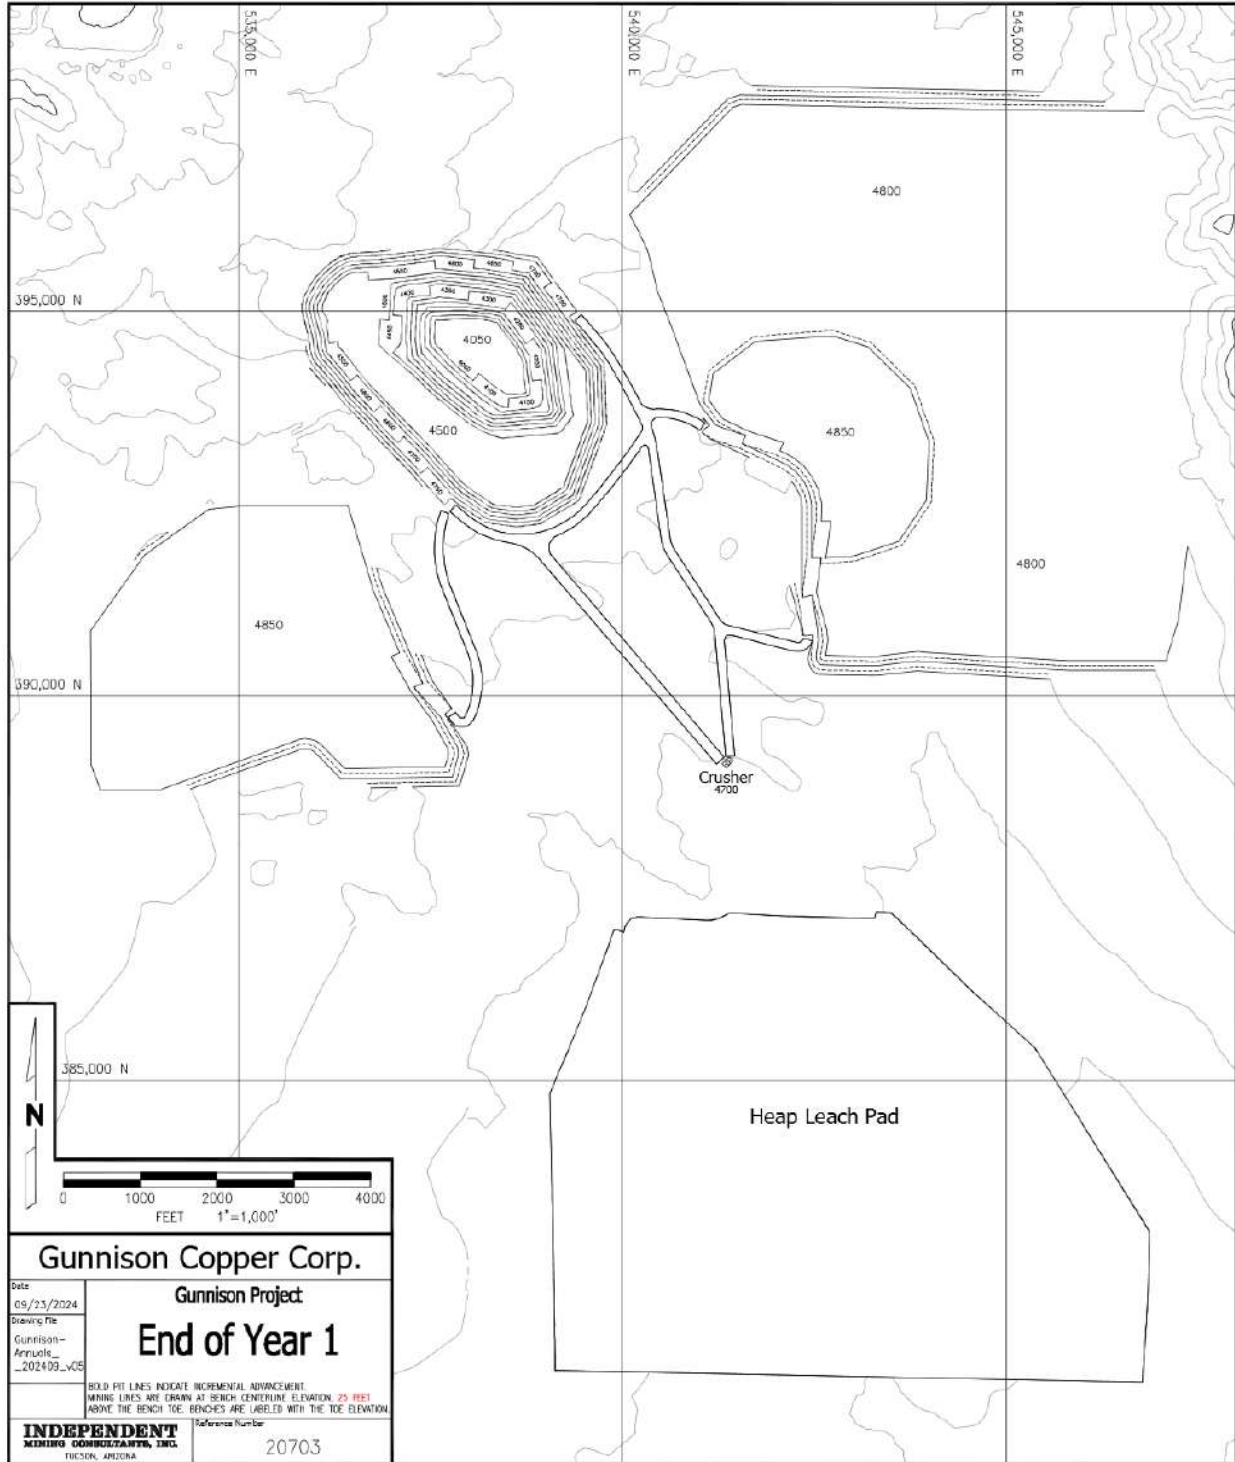 535,000 E
540,000 E
545,000 E
4800
395,000 N
4050
4850
4500
4800
4850
390,000 N
Crusher
4700
385,000 N
N
Heap Leach Pad
0 1000 2000 3000 4000
FEET 1"=1,000'
Gunnison Copper Corp.
Date
09/23/2024
Gunnison Project
End of Year 1
Drawing File
Gunnison-
Annuals_
_202409_v05
BOLD PIT LINES INDICATE INCREMENTAL ADVANCEMENT.
MINING LINES ARE DRAWN AT BENCH CENTERLINE ELEVATION, 25 FEET
ABOVE THE BENCH TOE. BENCHES ARE LABELED WITH THE TOE ELEVATION.
INDEPENDENT
MINING CONSULTANTS, INC.
TUCSON, ARIZONA
Reference Number
20703